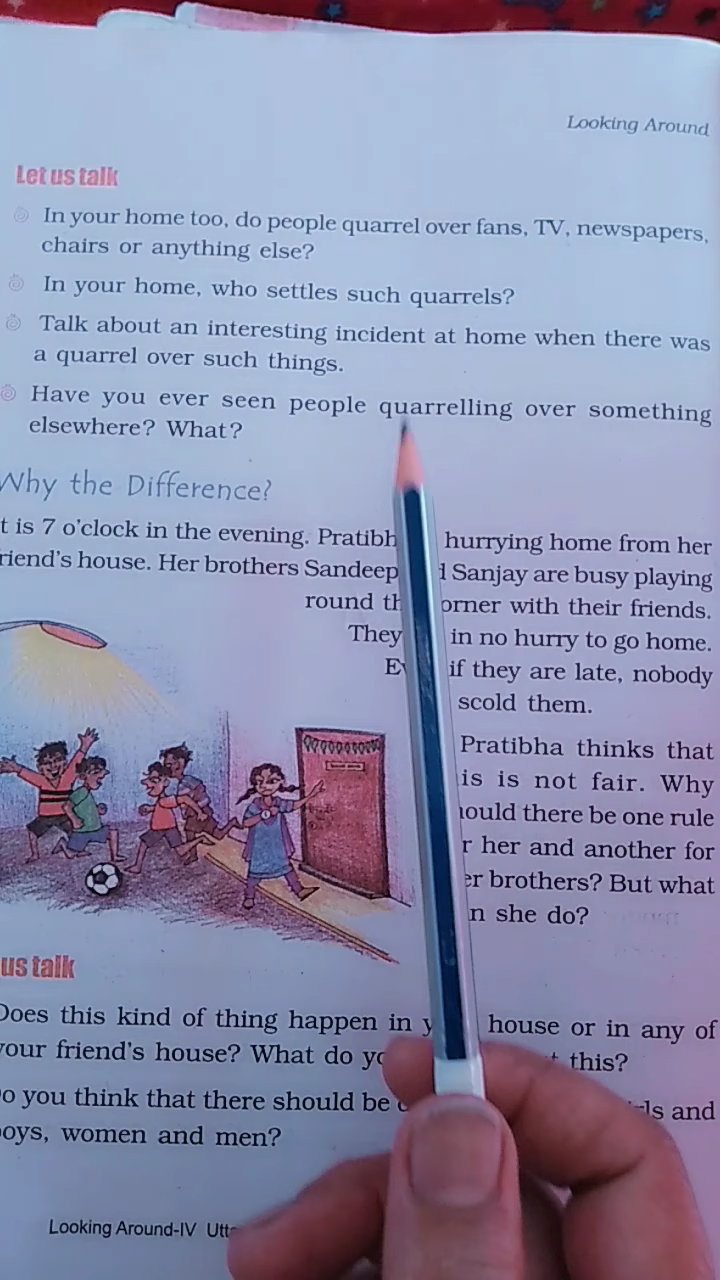 Looking Around
Let us talk
In your home too, do people quarrel over fans, TV, newspapers,
chairs or anything else?
In your home, who settles such quarrels?
Talk about an interesting incident at home when there was
a quarrel over such things.
Have you ever seen people quarrelling over something
elsewhere? What?
Why the Difference?
t is 7 o'clock in the evening. Pratibh hurrying home from her
riend's house. Her brothers Sandeep d Sanjay are busy playing
round th orner with their friends.
They in no hurry to go home.
Ev if they are late, nobody
scold them.
Pratibha thinks that
is is not fair. Why
ould there be one rule
r her and another for
er brothers? But what
n she do?
us talk
Does this kind of thing happen in y house or in any of
your friend's house? What do yo this?
o you think that there should be ls and
oys, women and men?
Looking Around-IV Utt